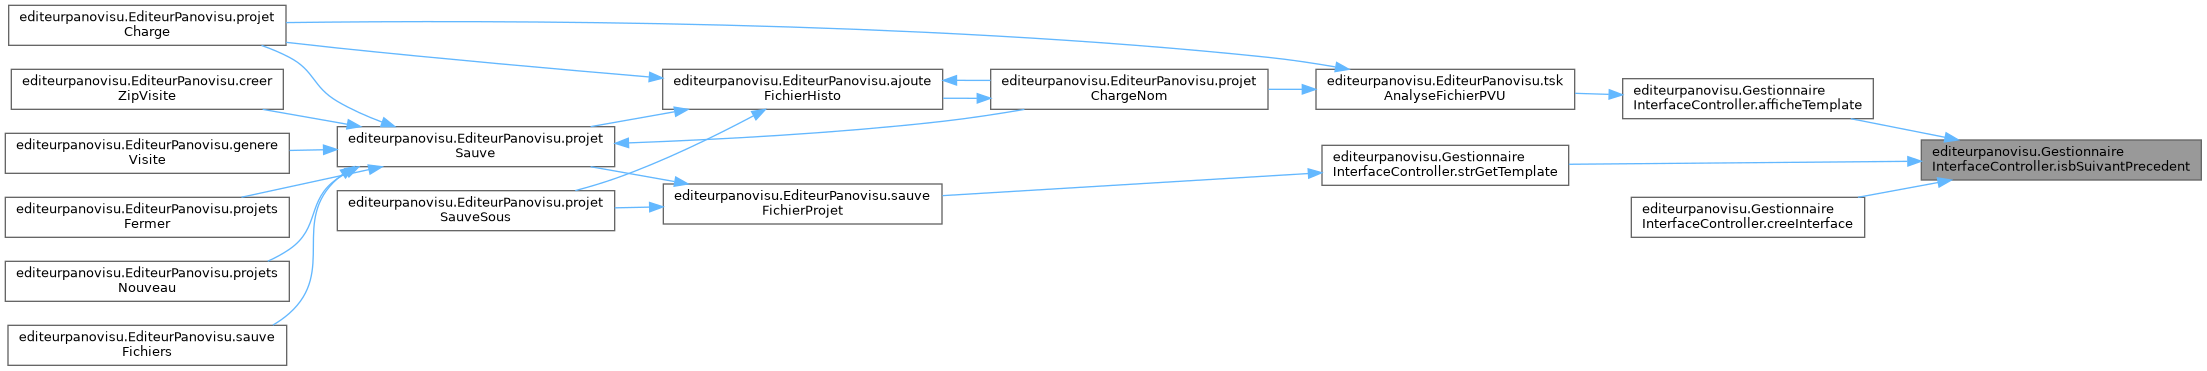 editeurpanovisu.EditeurPanovisu.projet
Charge
editeurpanovisu.EditeurPanovisu.creer
ZipVisite
editeurpanovisu.EditeurPanovisu.genere
Visite
editeurpanovisu.EditeurPanovisu.projets
Fermer
editeurpanovisu.EditeurPanovisu.projets
Nouveau
editeurpanovisu.EditeurPanovisu.sauve
Fichiers
editeurpanovisu.EditeurPanovisu.projet
Sauve
editeurpanovisu.EditeurPanovisu.projet
SauveSous
editeurpanovisu.EditeurPanovisu.ajoute
FichierHisto
editeurpanovisu.EditeurPanovisu.sauve
FichierProjet
editeurpanovisu.EditeurPanovisu.projet
ChargeNom
editeurpanovisu.EditeurPanovisu.tsk
AnalyseFichierPVU
editeurpanovisu.Gestionnaire
InterfaceController.strGetTemplate
editeurpanovisu.Gestionnaire
InterfaceController.afficheTemplate
editeurpanovisu.Gestionnaire
InterfaceController.creeInterface
editeurpanovisu.Gestionnaire
InterfaceController.isbSuivantPrecedent